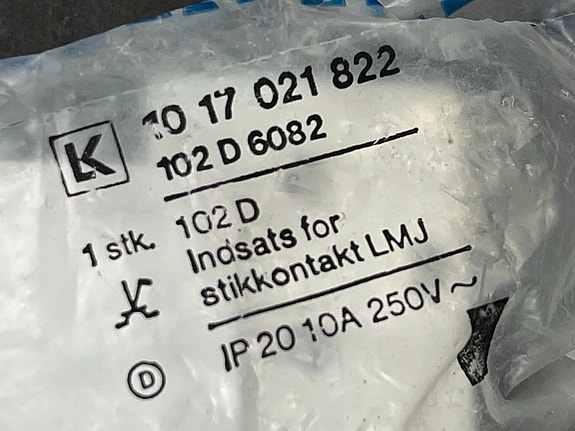 K 10 17 021 822
102 D 6082
1 stk. 102 D
Indsats for
stikkontakt LMJ
IP 20 10A 250V ~
D